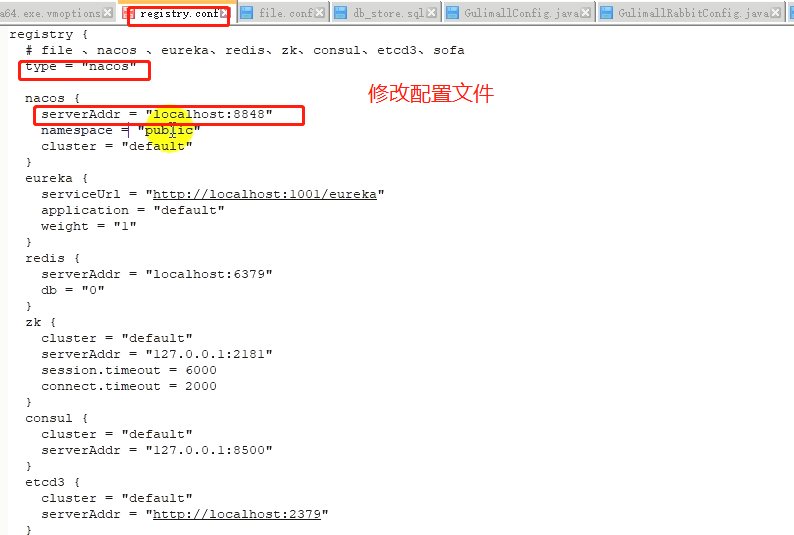 a64.exe.vmoptions registry.conf file.conf db_store.sql GulimallConfig.java GulimallRabbitConfig.java
registry {
# file 、nacos 、eureka、redis、zk、consul、etcd3、sofa
type = "nacos"
修改配置文件
nacos {
serverAddr = "localhost:8848"
namespace = "public"
cluster = "default"
}
eureka {
serviceUrl = "http://localhost:1001/eureka"
application = "default"
weight = "1"
}
redis {
serverAddr = "localhost:6379"
db = "0"
}
zk {
cluster = "default"
serverAddr = "127.0.0.1:2181"
session.timeout = 6000
connect.timeout = 2000
}
consul {
cluster = "default"
serverAddr = "127.0.0.1:8500"
}
etcd3 {
cluster = "default"
serverAddr = "http://localhost:2379"
}